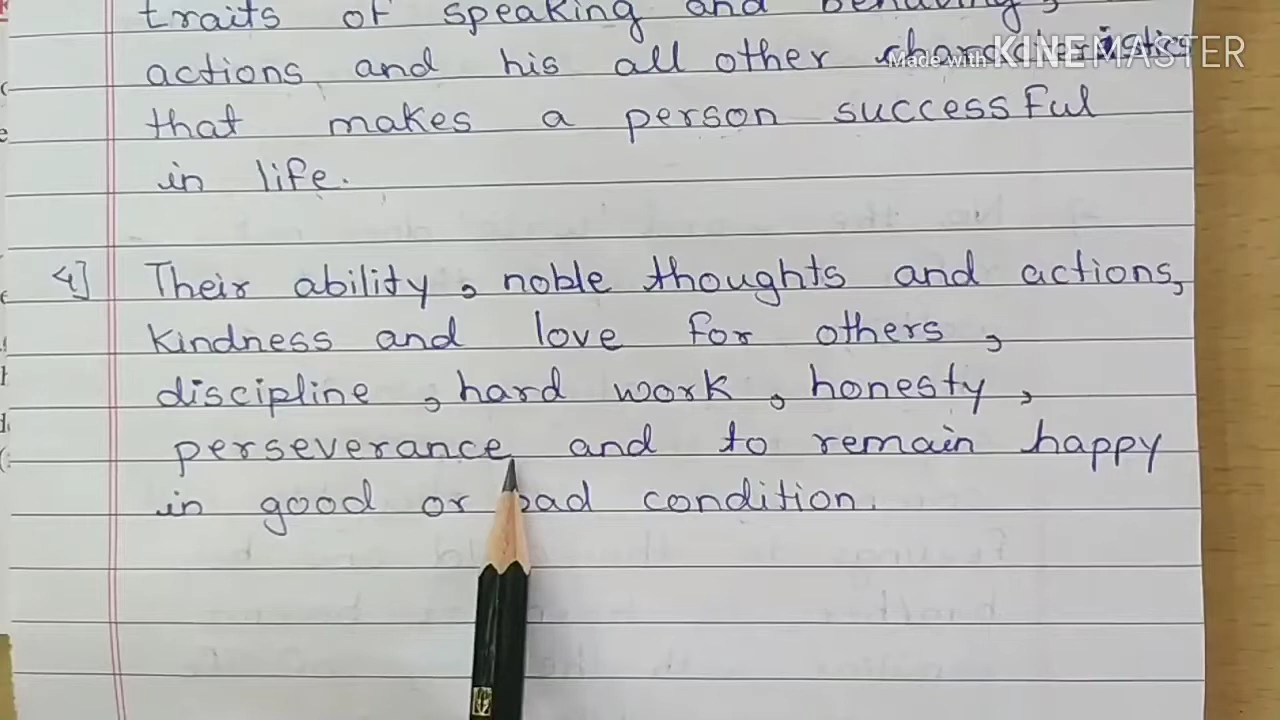 traits of speaking and behaving,
actions and his all other charaderistics
Made with KINEMASTER
that makes a person successful
in life.
4] Their ability, noble thoughts and actions,
kindness and love for others,
discipline, hard work, honesty,
perseverance and to remain happy
in good or bad condition.